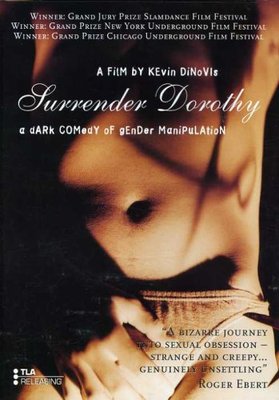 WINNER: GRAND JURY PRIZE SLAMDANCE FILM FESTIVAL
WINNER: GRAND PRIZE NEW YORK UNDERGROUND FILM FESTIVAL
WINNER: GRAND PRIZE CHICAGO UNDERGROUND FILM FESTIVAL
A FiLM BY KEvin DiNOVIs
Surrender Dorothy
a dARk COMedY OF gEnDer ManiPuLAtiON
"A BIZARRE JOURNEY
INTO SEXUAL OBSESSION –
STRANGE AND CREEPY...
GENUINELY UNSETTLING"
ROGER EBERT
TLA
RELEASING